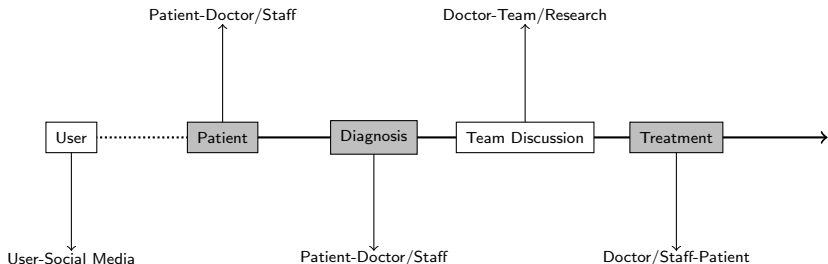 Patient-Doctor/Staff
Doctor-Team/Research
User
Patient
Diagnosis
Team Discussion
Treatment
User-Social Media
Patient-Doctor/Staff
Doctor/Staff-Patient